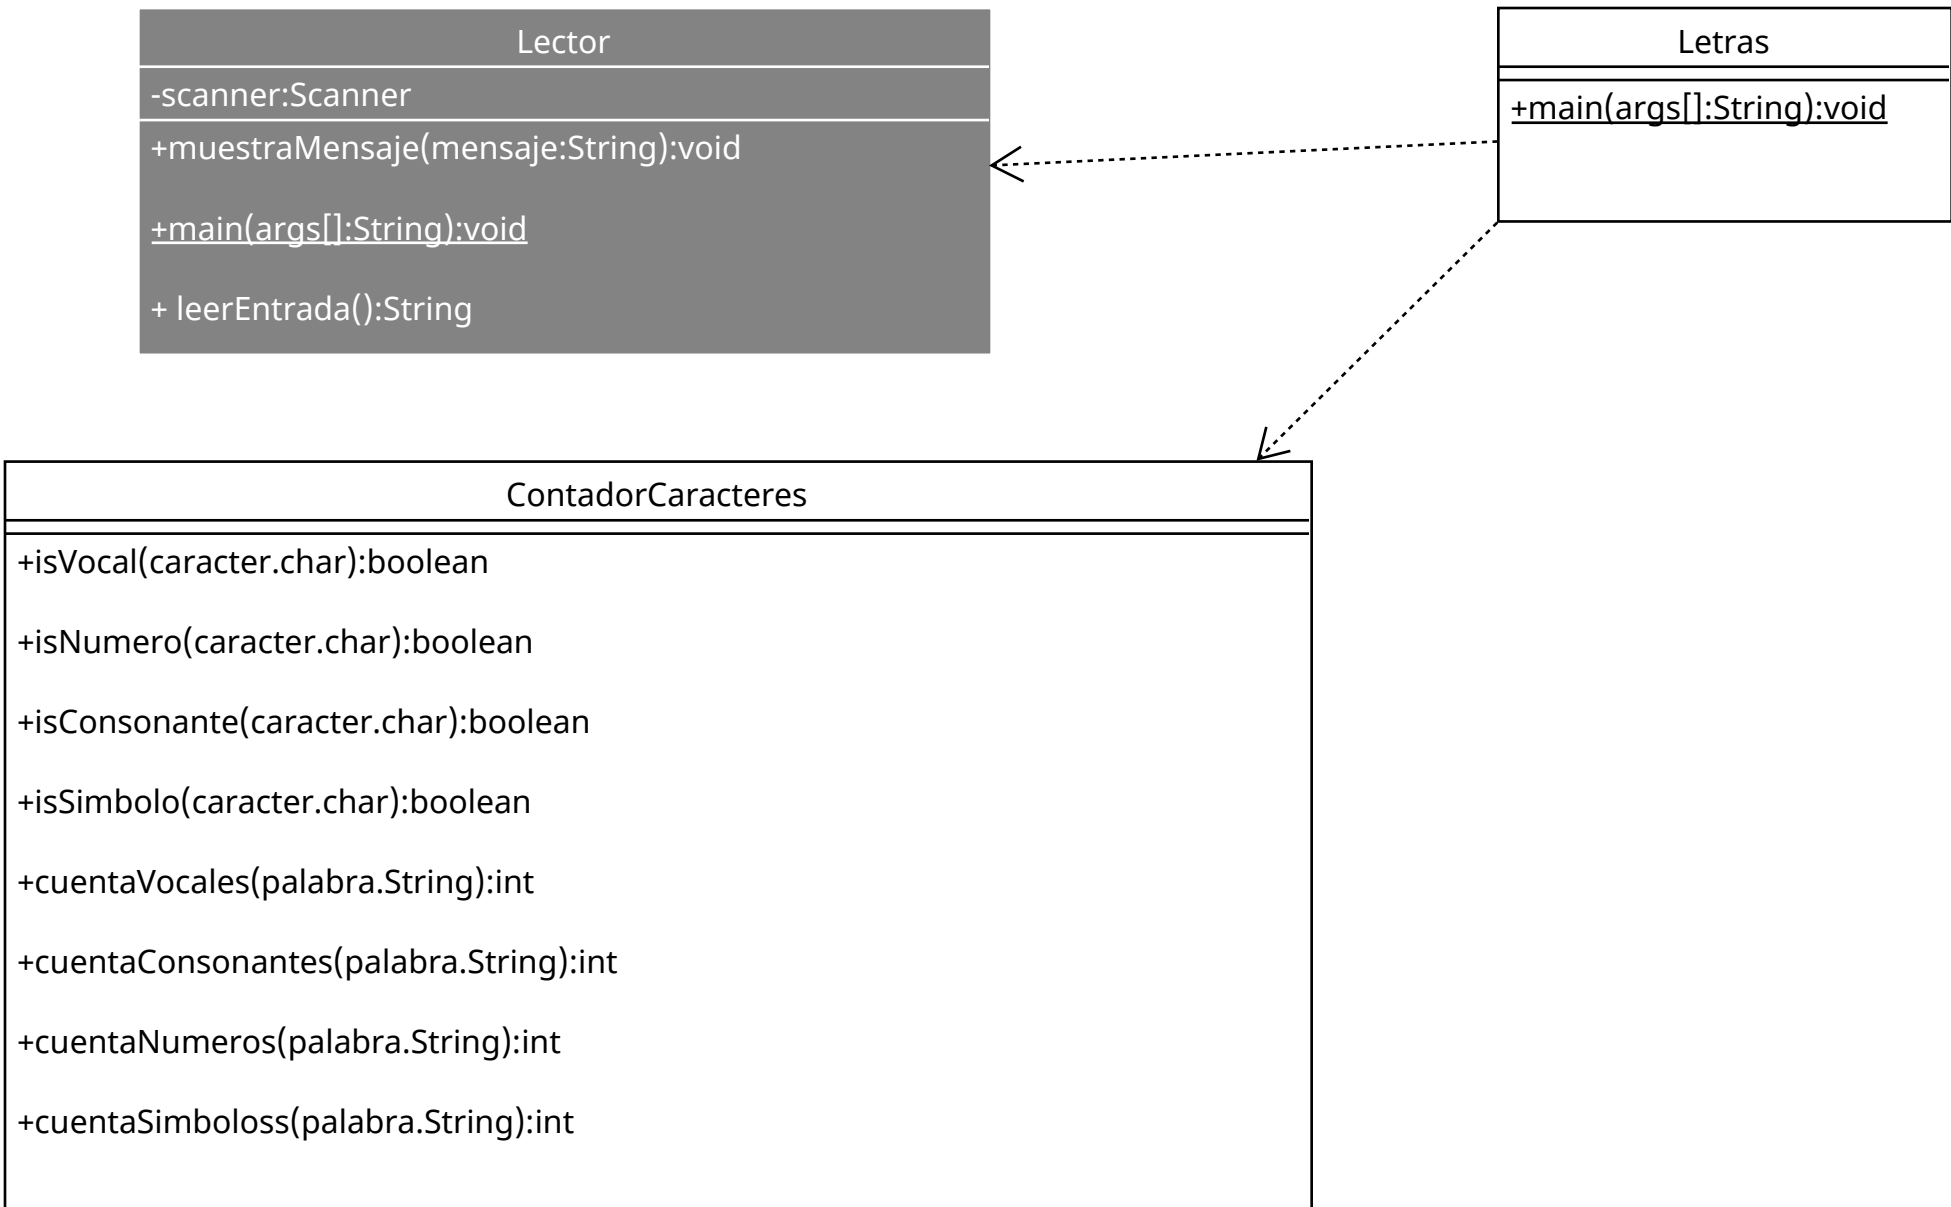 Lector
-scanner:Scanner
+muestraMensaje(mensaje:String):void
+main(args[]:String):void
+ leerEntrada():String
Letras
+main(args[]:String):void
ContadorCaracteres
+isVocal(caracter.char):boolean
+isNumero(caracter.char):boolean
+isConsonante(caracter.char):boolean
+isSimbolo(caracter.char):boolean
+cuentaVocales(palabra.String):int
+cuentaConsonantes(palabra.String):int
+cuentaNumeros(palabra.String):int
+cuentaSimboloss(palabra.String):int